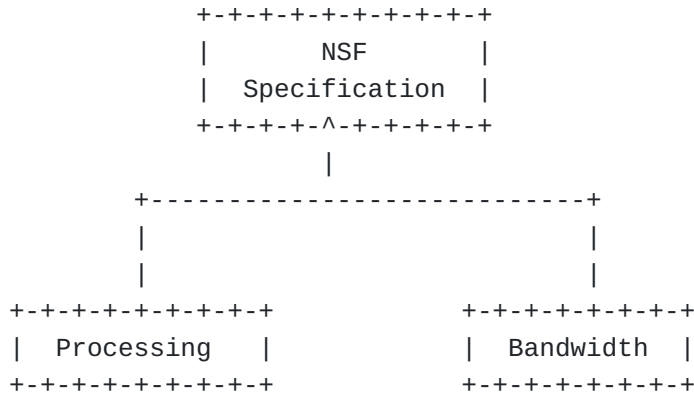 +-+-+-+-+-+-+-+-+-+
| NSF |
| Specification |
+-+-+-+-^-+-+-+-+-+
|
+----------------------------+
| |
| |
+-+-+-+-+-+-+-+-+ +-+-+-+-+-+-+-+
| Processing | | Bandwidth |
+-+-+-+-+-+-+-+-+ +-+-+-+-+-+-+-+